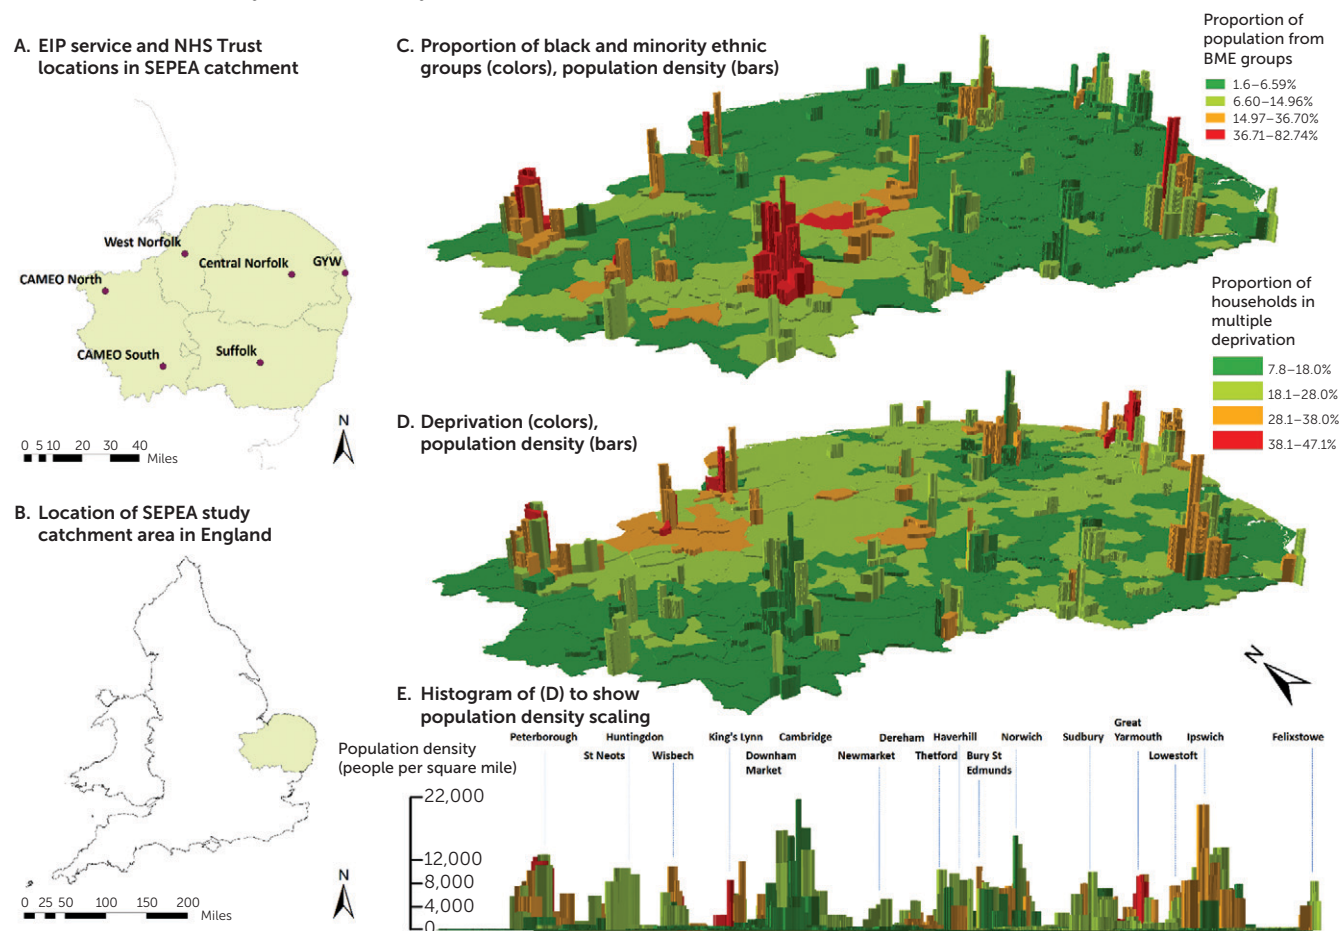 A. EIP service and NHS Trust
locations in SEPEA catchment
West Norfolk
Central Norfolk
GYW
CAMEO North
CAMEO South
Suffolk
N
0 5 10 20 30 40
Miles
B. Location of SEPEA study
catchment area in England
N
0 25 50 100 150 200
Miles
C. Proportion of black and minority ethnic
groups (colors), population density (bars)
Proportion of
population from
BME groups
1.6–6.59%
6.60–14.96%
14.97–36.70%
36.71–82.74%
D. Deprivation (colors),
population density (bars)
Proportion of
households in
multiple
deprivation
7.8–18.0%
18.1–28.0%
28.1–38.0%
38.1–47.1%
N
E. Histogram of (D) to show
population density scaling
Population density
(people per square mile)
22,000
12,000
8,000
4,000
0
Peterborough
St Neots
Huntingdon
Wisbech
King's Lynn
Downham
Market
Cambridge
Newmarket
Dereham
Thetford
Haverhill
Bury St
Edmunds
Norwich
Sudbury
Great
Yarmouth
Lowestoft
Ipswich
Felixstowe